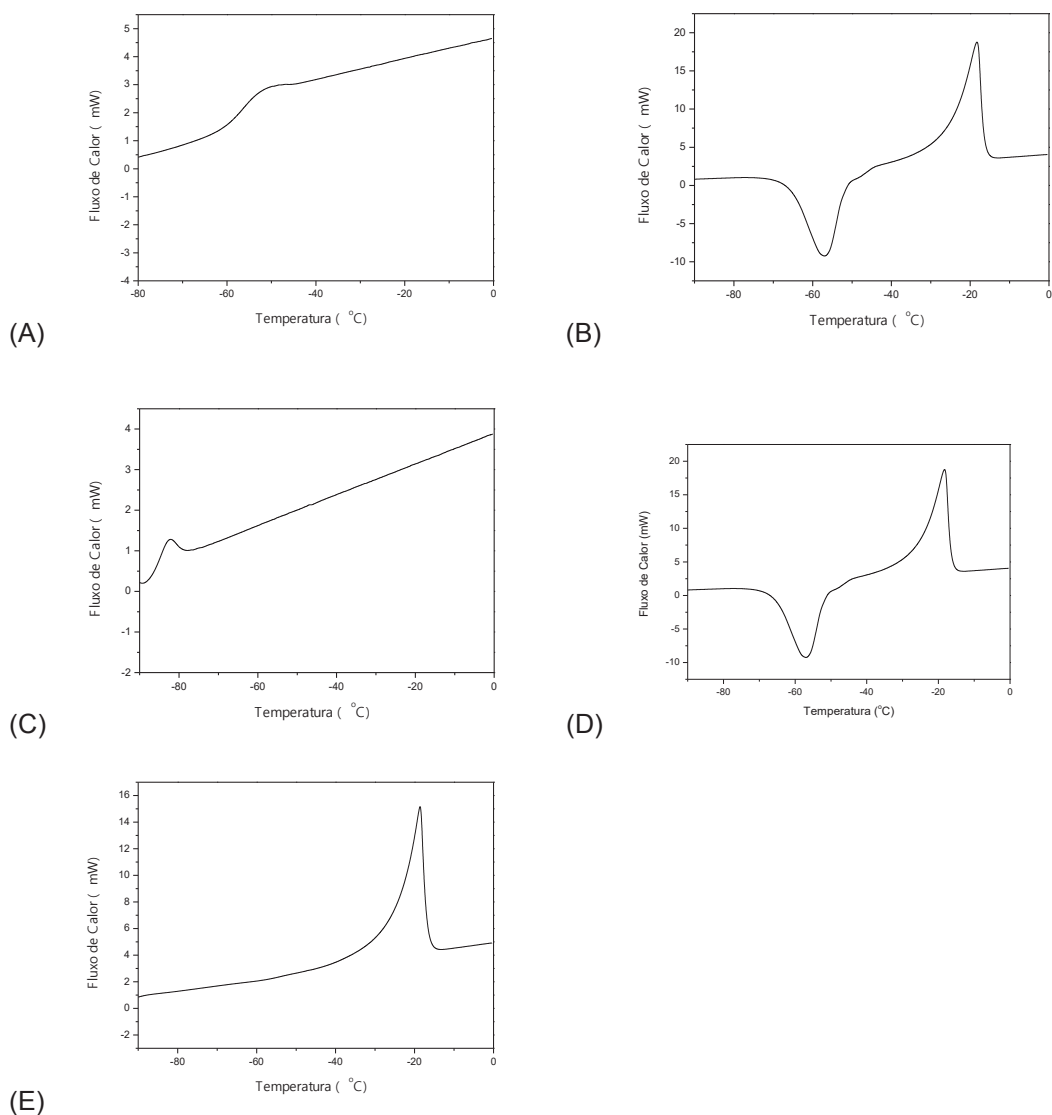 5
4
3
2
1
0
-1
-2
-3
-4
-80 -60 -40 -20 0
Fluxo de Calor ( mW)
Temperatura ( °C)
(A)
20
15
10
5
0
-5
-10
-80 -60 -40 -20 0
Fluxo de Calor ( mW)
Temperatura ( °C)
(B)
4
3
2
1
0
-1
-2
-80 -60 -40 -20 0
Fluxo de Calor ( mW)
Temperatura ( °C)
(C)
20
15
10
5
0
-5
-10
-80 -60 -40 -20 0
Fluxo de Calor (mW)
Temperatura (°C)
(D)
16
14
12
10
8
6
4
2
0
-2
-80 -60 -40 -20 0
Fluxo de Calor ( mW)
Temperatura ( °C)
(E)